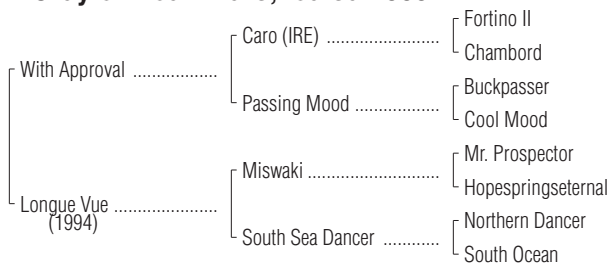 Fortino II
Caro (IRE) ........................
Chambord
With Approval ..................
Buckpasser
Passing Mood ..................
Cool Mood
Mr. Prospector
Miswaki ............................
Hopespringseternal
Longue Vue ......................
(1994)
Northern Dancer
South Sea Dancer ............
South Ocean